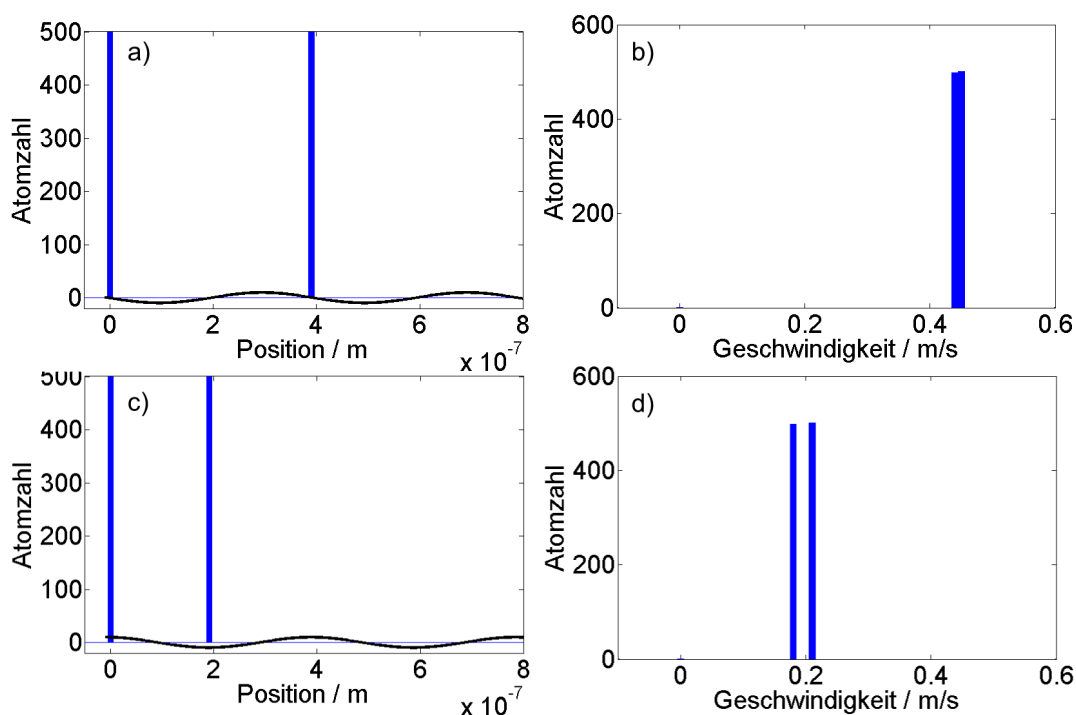 a)
500
400
300
200
100
0
Atomzahl
0 2 4 6 8
Position / m
x 10-7
b)
600
400
200
0
Atomzahl
0 0.2 0.4 0.6
Geschwindigkeit / m/s
c)
500
400
300
200
100
0
Atomzahl
0 2 4 6 8
Position / m
x 10-7
d)
600
400
200
0
Atomzahl
0 0.2 0.4 0.6
Geschwindigkeit / m/s